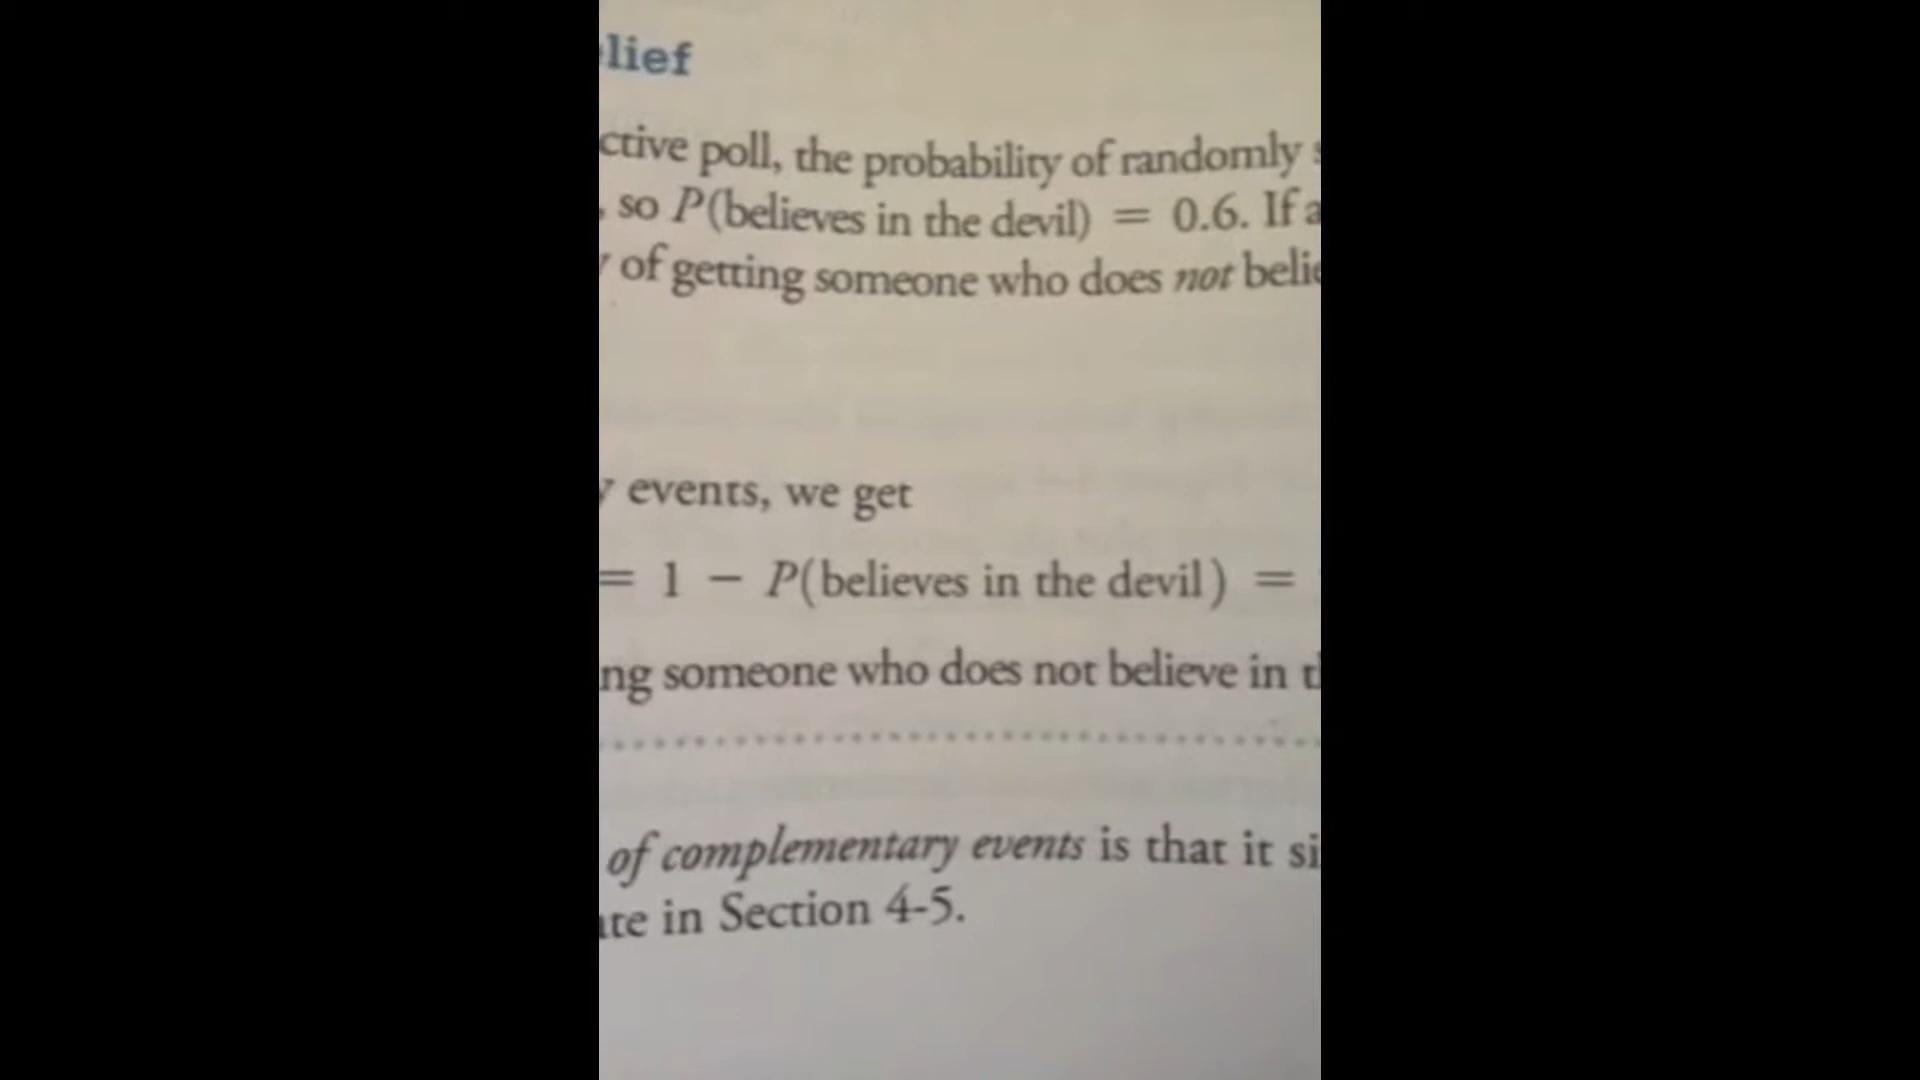 lief
ctive poll, the probability of randomly
, so P(believes in the devil) = 0.6. If a
of getting someone who does not belie
events, we get
= 1 − P(believes in the devil) =
ng someone who does not believe in t
of complementary events is that it si
te in Section 4-5.